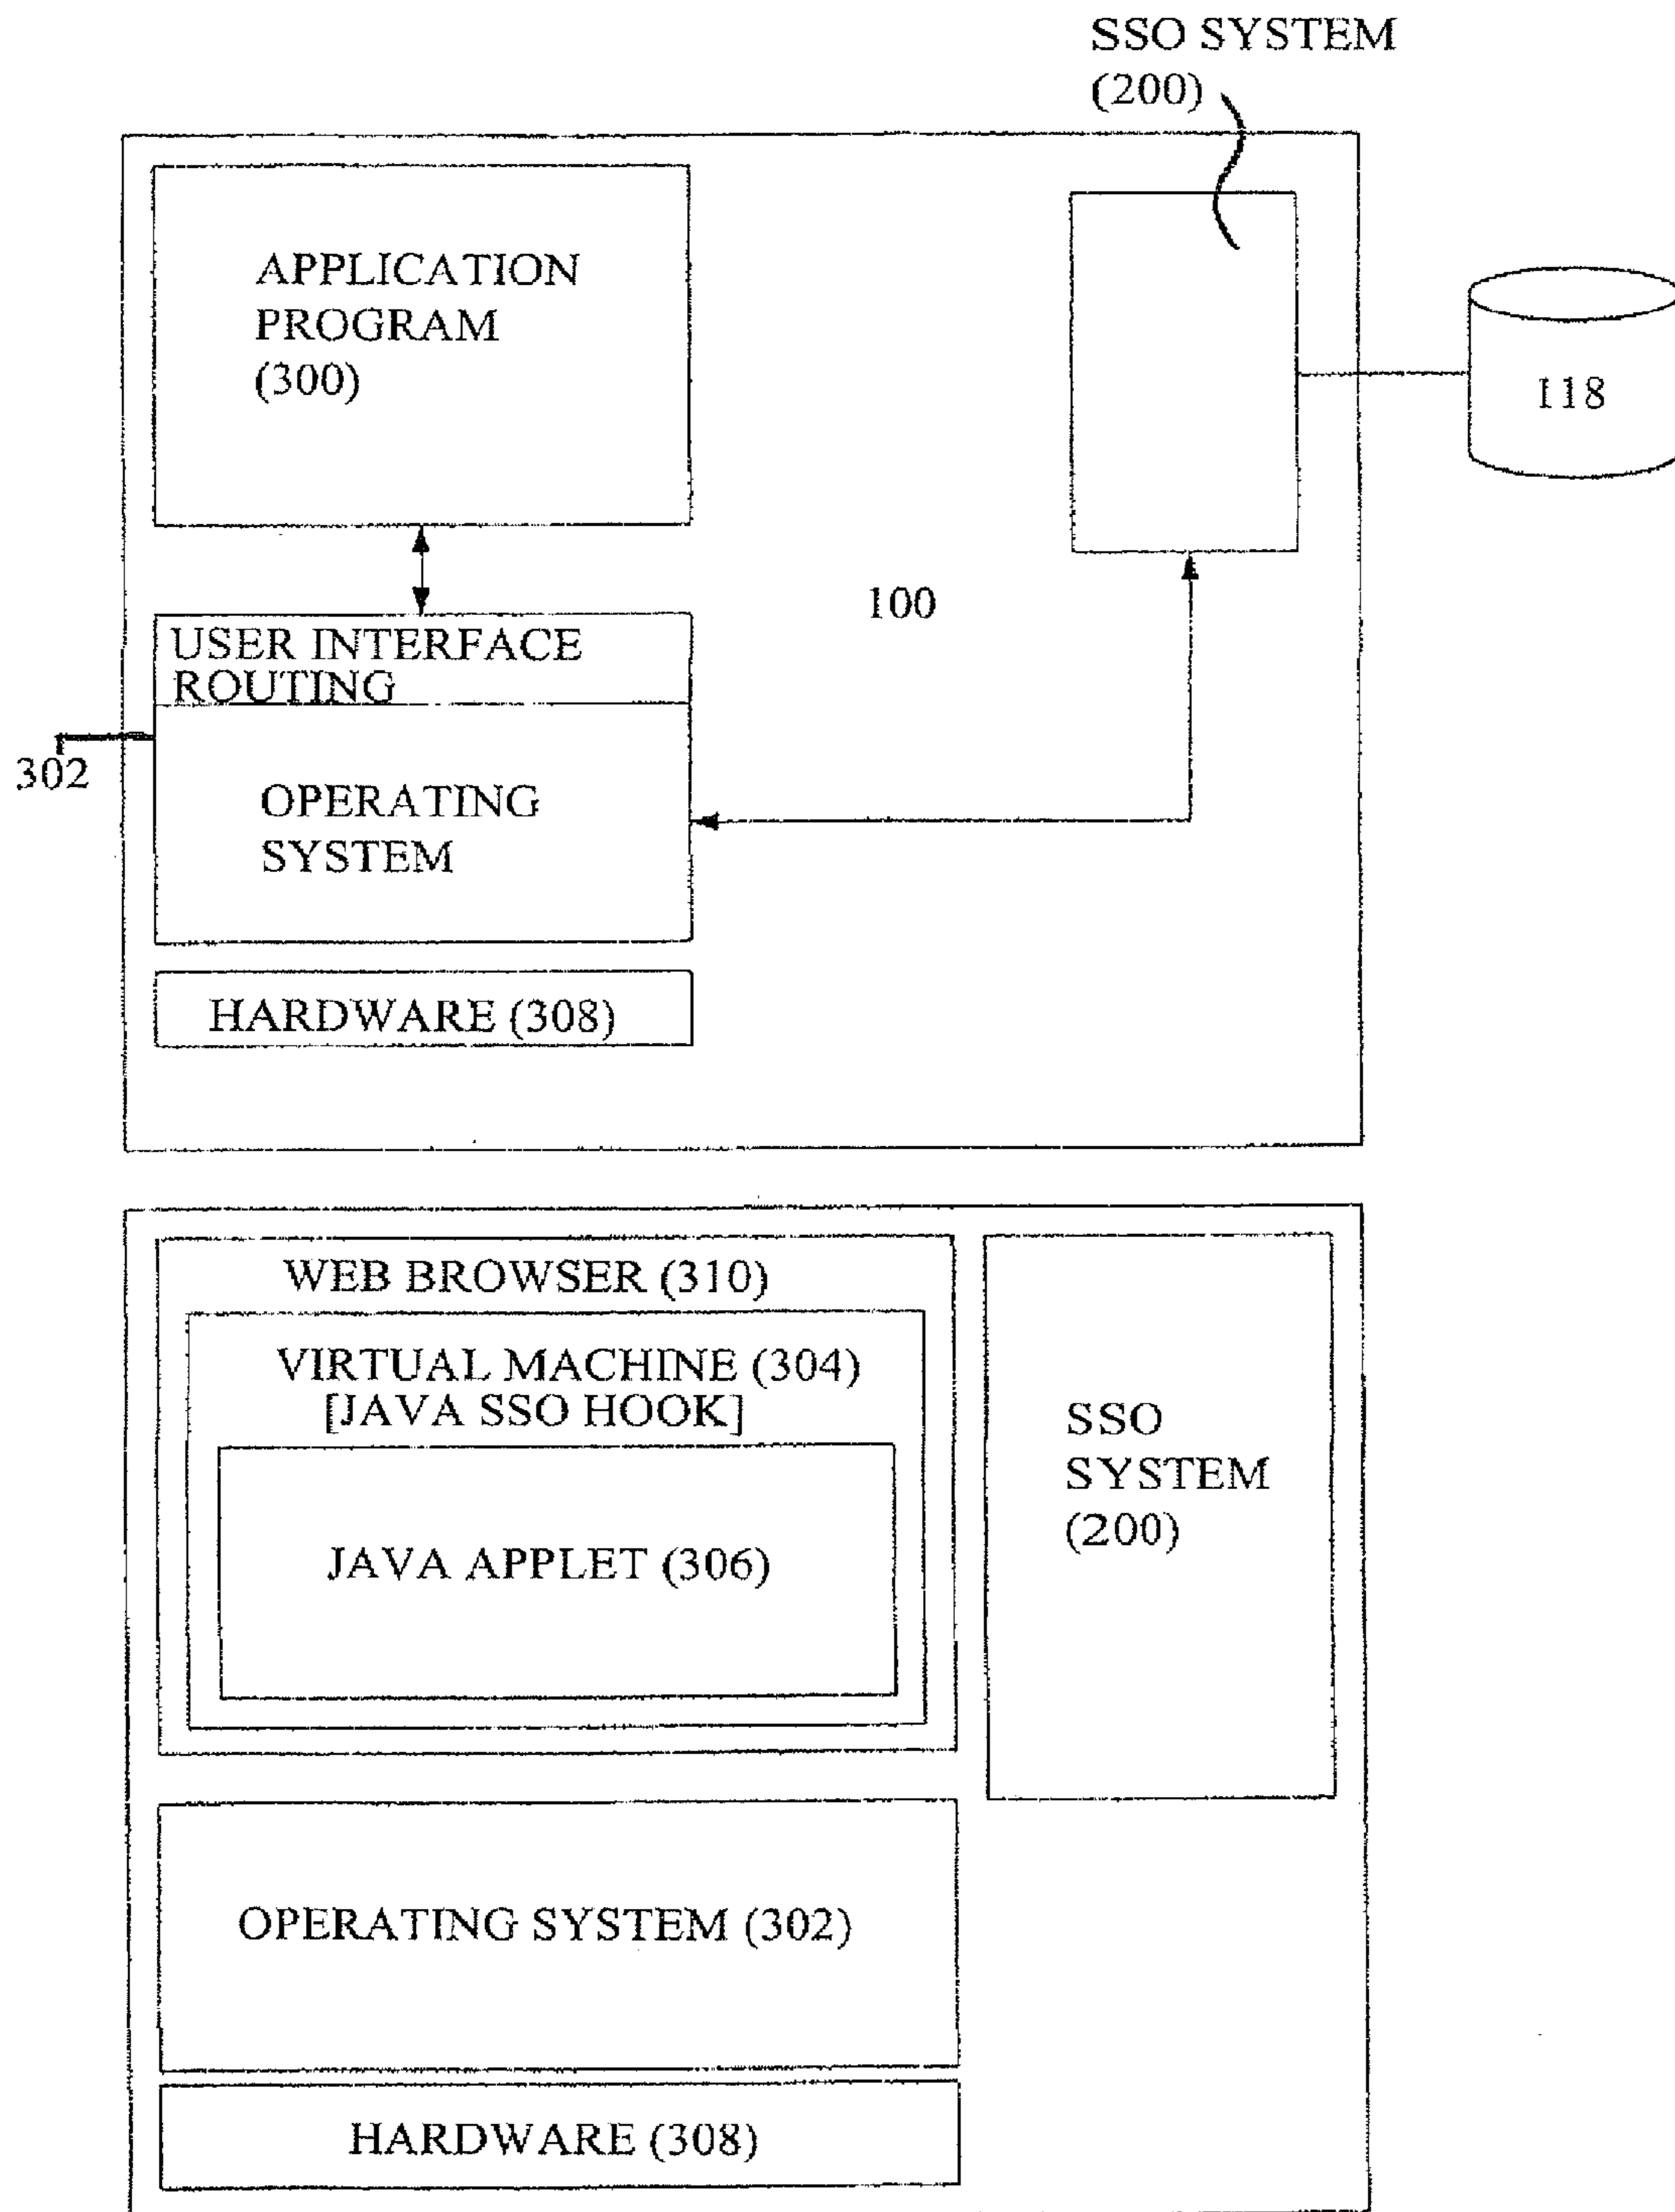 SSO SYSTEM
(200)
APPLICATION
PROGRAM
(300)
118
100
USER INTERFACE
ROUTING
302
OPERATING
SYSTEM
HARDWARE (308)
WEB BROWSER (310)
VIRTUAL MACHINE (304)
[JAVA SSO HOOK]
JAVA APPLET (306)
SSO
SYSTEM
(200)
OPERATING SYSTEM (302)
HARDWARE (308)